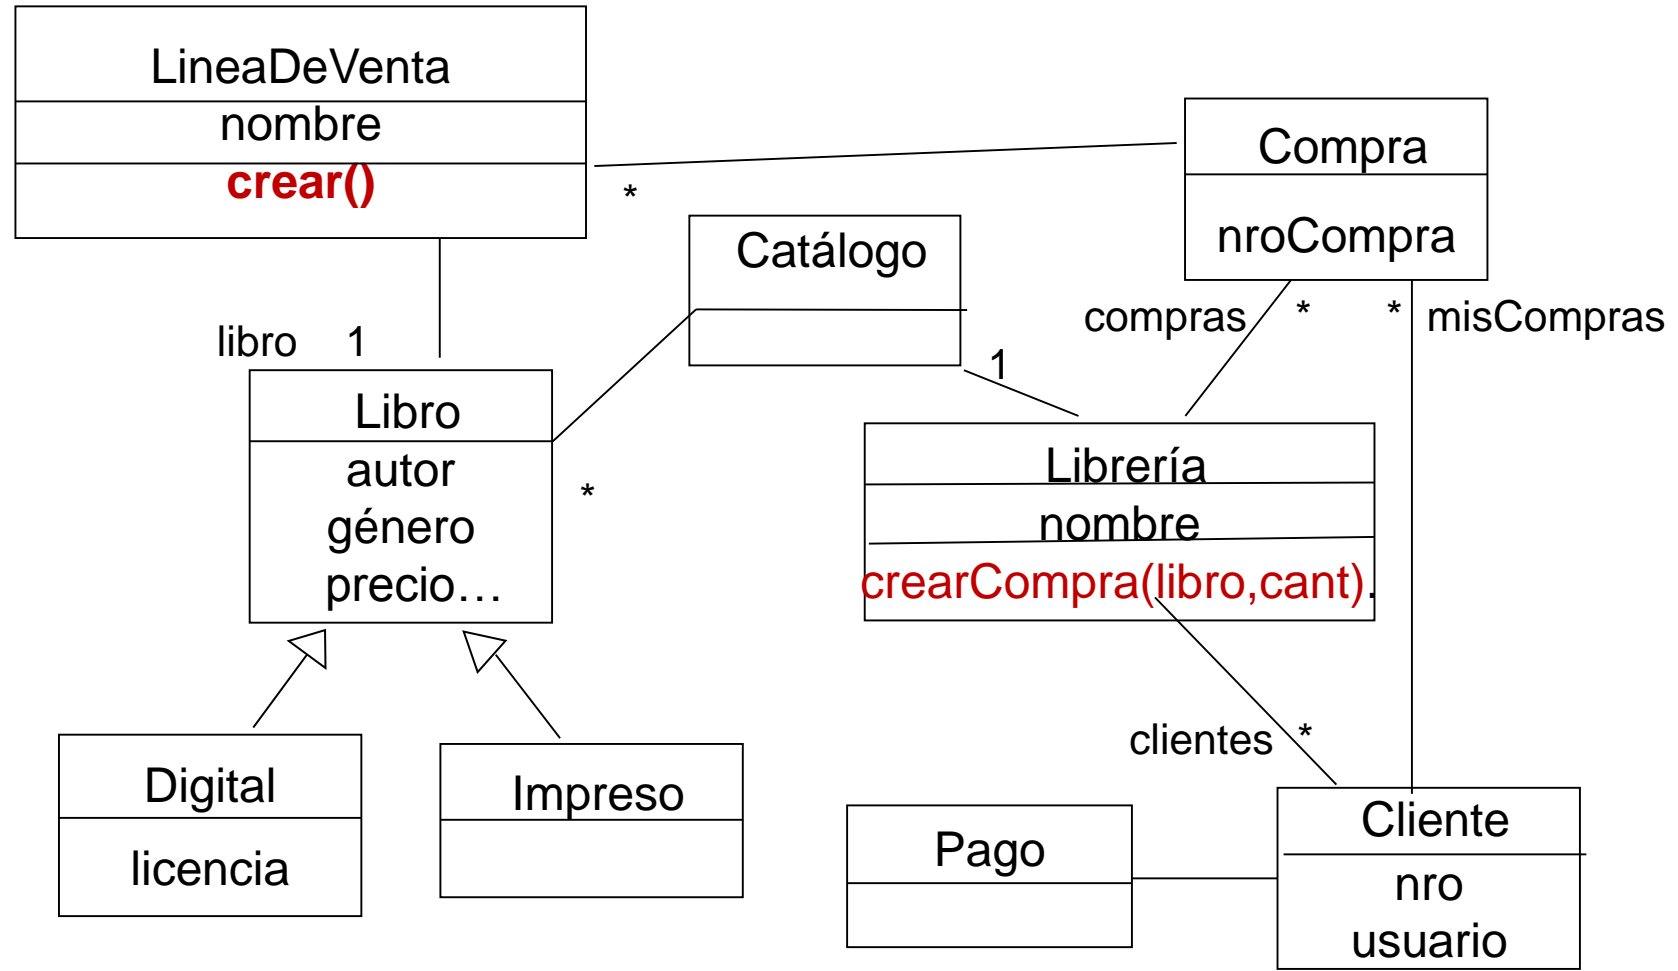 LineaDeVenta
nombre
crear()
*
Compra
nroCompra
Catálogo
compras
*
*
misCompras
libro
1
1
Libro
autor
género
precio…
*
Librería
nombre
crearCompra(libro,cant).
clientes
*
Digital
licencia
Impreso
Pago
Cliente
nro
usuario